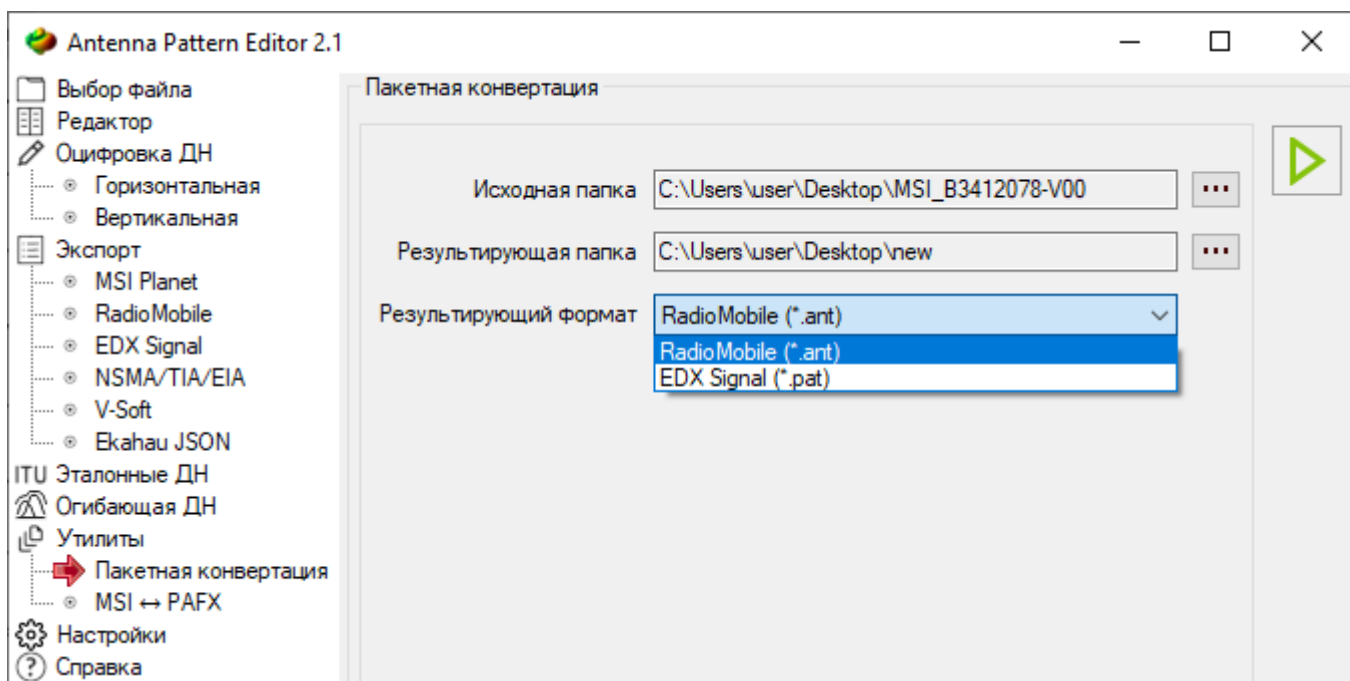 Antenna Pattern Editor 2.1
Выбор файла
Редактор
Оцифровка ДН
Горизонтальная
Вертикальная
Экспорт
MSI Planet
RadioMobile
EDX Signal
NSMA/TIA/EIA
V-Soft
Ekahau JSON
ITU Эталонные ДН
Огибающая ДН
Утилиты
Пакетная конвертация
MSI ↔ PAFX
Настройки
Справка
Пакетная конвертация
Исходная папка C:\Users\user\Desktop\MSI_B3412078-V00 ...
Результирующая папка C:\Users\user\Desktop\new ...
Результирующий формат RadioMobile (*.ant)
RadioMobile (*.ant)
EDX Signal (*.pat)